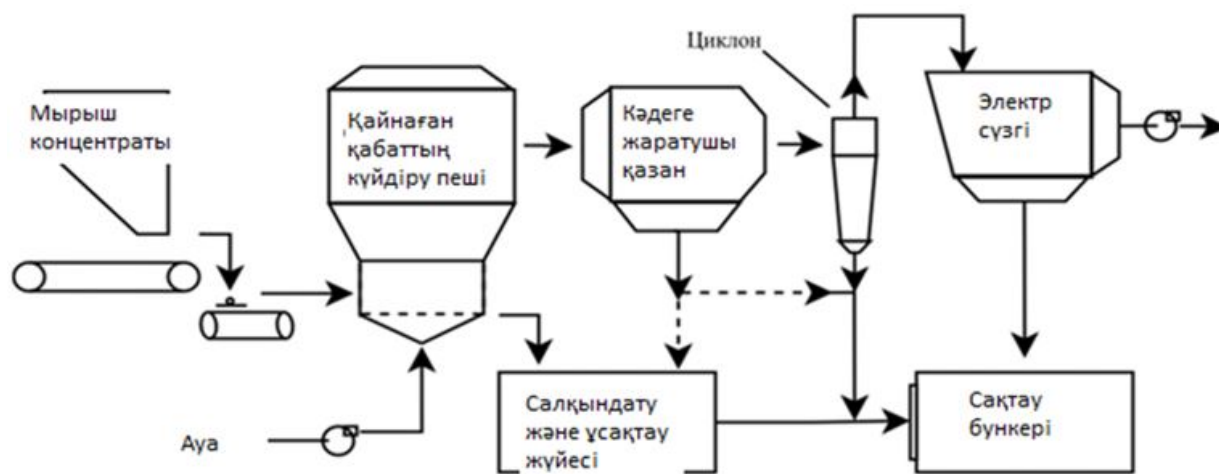 Циклон
Мырыш
концентраты
Қайнаған
қабаттың
күйдіру пеші
Кәдеге
жаратушы
қазан
Электр
сүзгі
Ауа
Салқындату
және ұсақтау
жүйесі
Сақтау
бункері